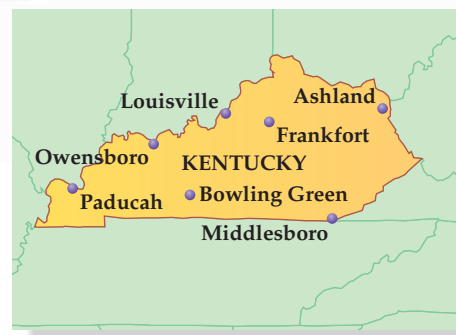 Ashland
Louisville
Frankfort
Owensboro
KENTUCKY
Paducah
Bowling Green
Middlesboro